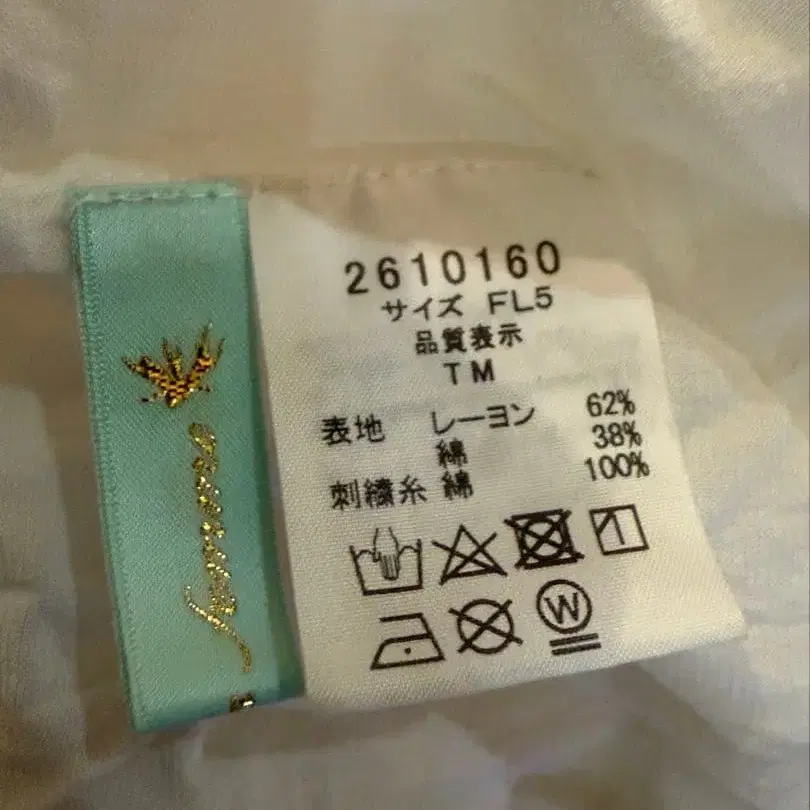 2610160
サイズ FL5
品質表示
TM
表地 レーヨン 62%
綿 38%
刺繍糸 綿 100%
W